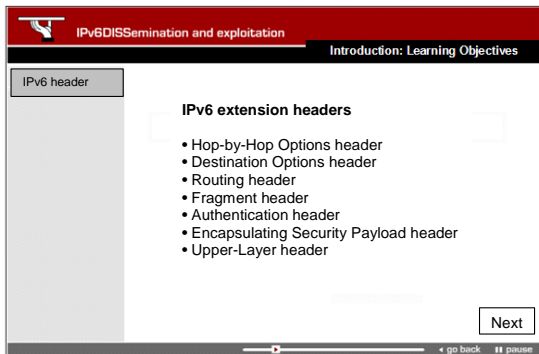 IPv6DISSemination and exploitation
Introduction: Learning Objectives
IPv6 header
IPv6 extension headers
• Hop-by-Hop Options header
• Destination Options header
• Routing header
• Fragment header
• Authentication header
• Encapsulating Security Payload header
• Upper-Layer header
Next
go back pause